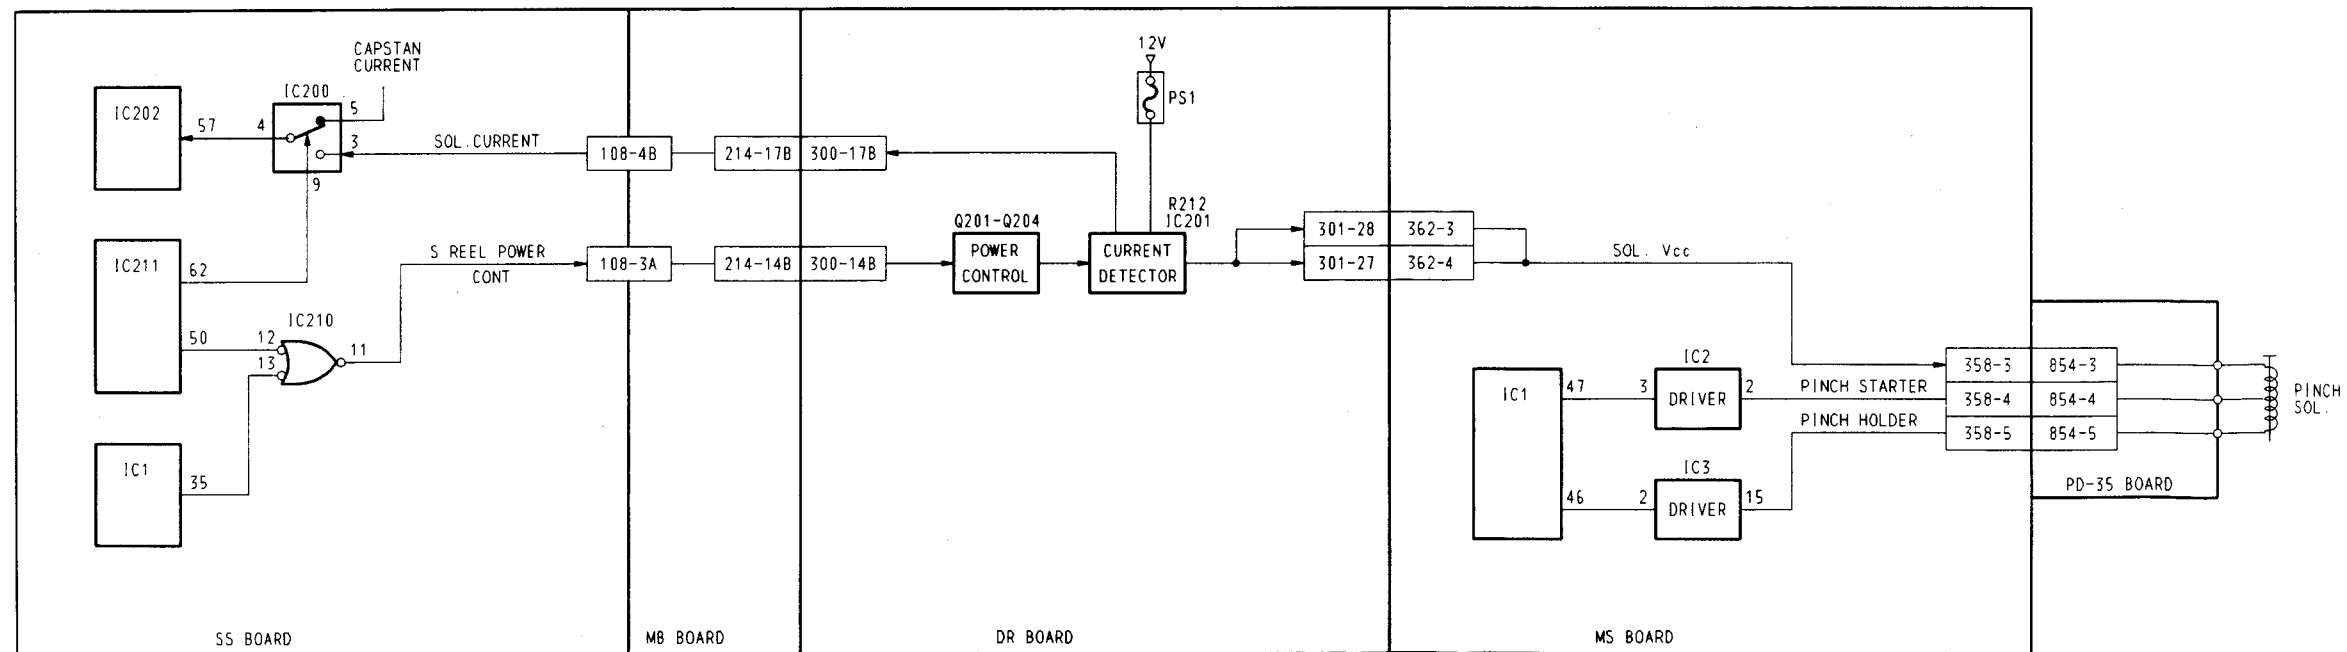 CAPSTAN
CURRENT
IC202
57
4
IC200
5
3
9
SOL.CURRENT
108-4B
214-17B
300-17B
12V
PS1
IC211
62
50
12
13
IC210
11
S REEL POWER
CONT
108-3A
214-14B
300-14B
Q201-Q204
POWER
CONTROL
R212
IC201
CURRENT
DETECTOR
301-28
362-3
301-27
362-4
SOL. Vcc
IC1
35
IC1
47
3
IC2
DRIVER
2
PINCH STARTER
PINCH HOLDER
46
2
IC3
DRIVER
15
358-3
854-3
358-4
854-4
358-5
854-5
PINCH
SOL.
PD-35 BOARD
SS BOARD
MB BOARD
DR BOARD
MS BOARD